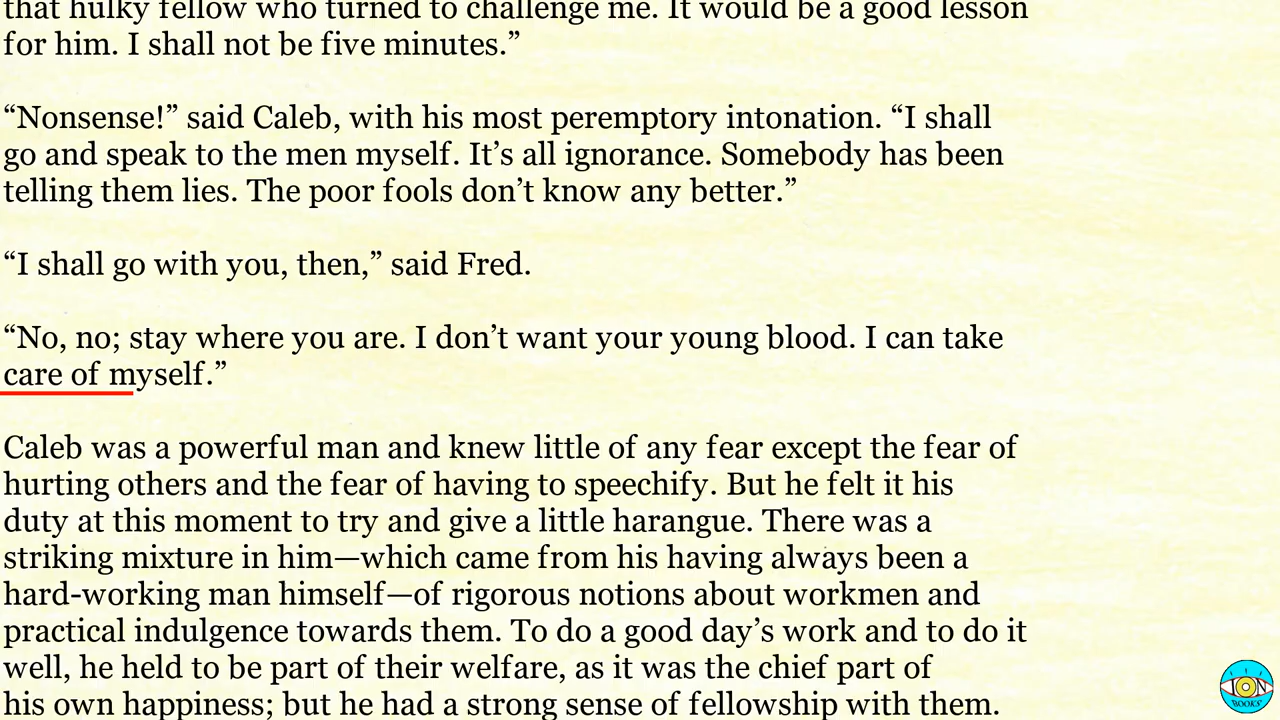 that hulky fellow who turned to challenge me. It would be a good lesson
for him. I shall not be five minutes.”
“Nonsense!” said Caleb, with his most peremptory intonation. “I shall
go and speak to the men myself. It’s all ignorance. Somebody has been
telling them lies. The poor fools don’t know any better.”
“I shall go with you, then,” said Fred.
“No, no; stay where you are. I don’t want your young blood. I can take
care of myself.”
Caleb was a powerful man and knew little of any fear except the fear of
hurting others and the fear of having to speechify. But he felt it his
duty at this moment to try and give a little harangue. There was a
striking mixture in him—which came from his having always been a
hard-working man himself—of rigorous notions about workmen and
practical indulgence towards them. To do a good day’s work and to do it
well, he held to be part of their welfare, as it was the chief part of
his own happiness; but he had a strong sense of fellowship with them.
ION
BOOKS